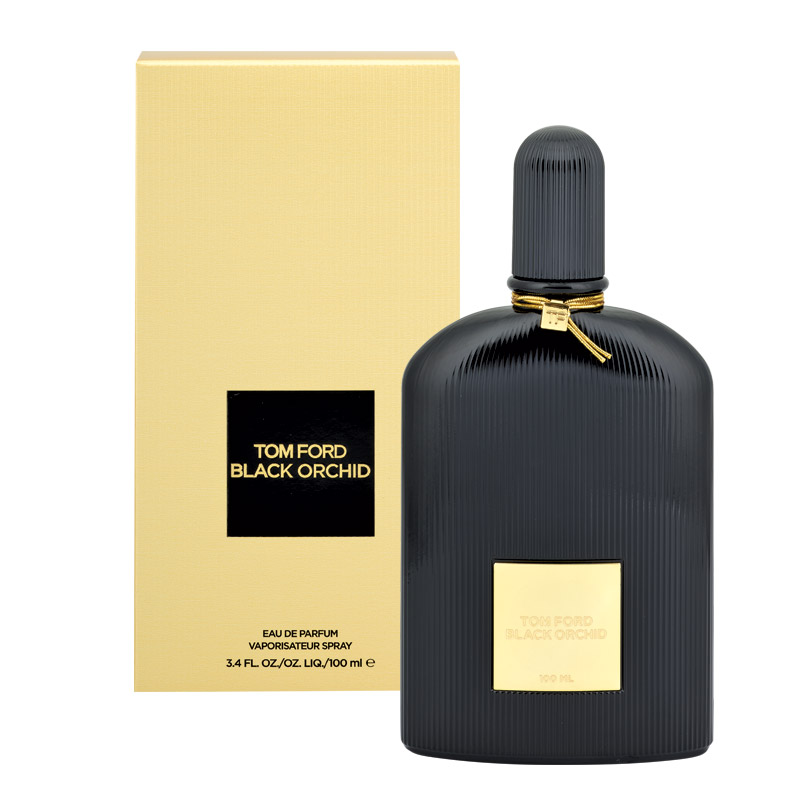 TOM FORD
BLACK ORCHID
EAU DE PARFUM
VAPORISATEUR SPRAY
3.4 FL. OZ./OZ. LIQ./100 ml ℮
TOM FORD
BLACK ORCHID
100 ML